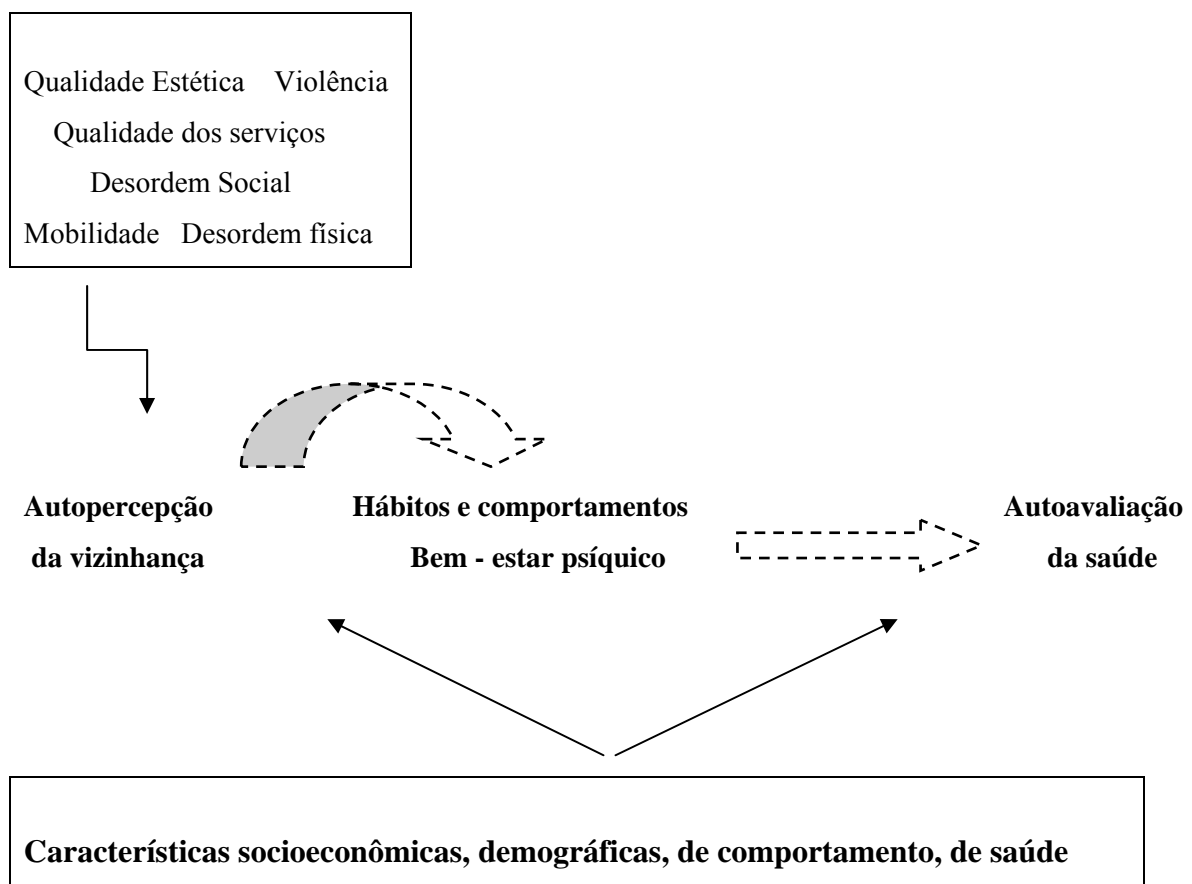 Qualidade Estética Violência
Qualidade dos serviços
Desordem Social
Mobilidade Desordem física
Autopercepção da vizinhança
Hábitos e comportamentos
Bem - estar psíquico
Autoavaliação da saúde
Características socioeconômicas, demográficas, de comportamento, de saúde